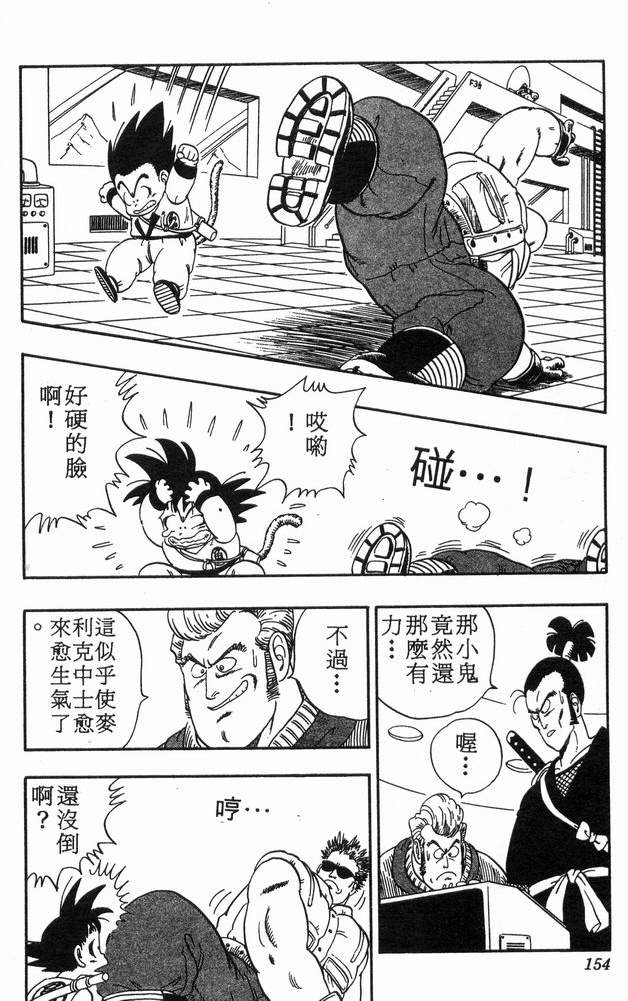 F3b
碰…！
哎喲
！
好硬的臉
啊！
那小鬼
竟然還
那麼有
力…
喔…
不過…
這似乎使麥
利克中士愈
來愈生氣了
。
哼…
還沒倒
啊？
154